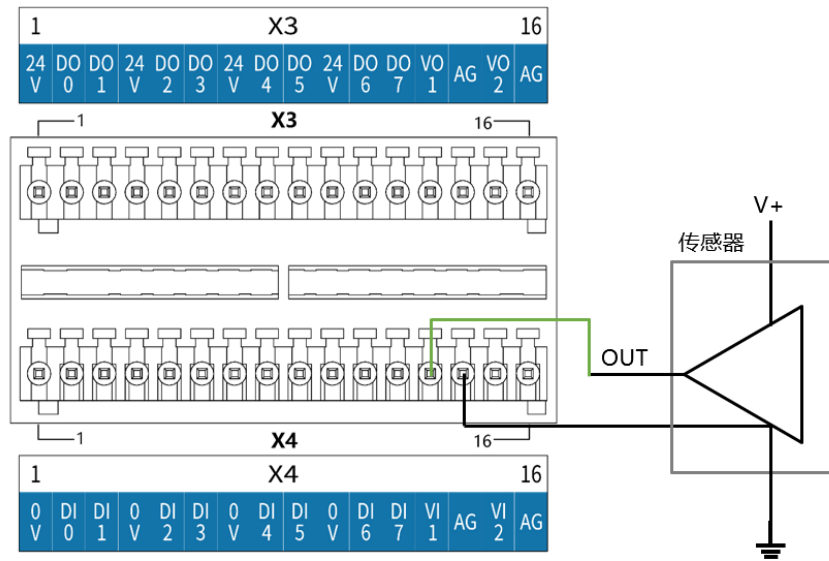 1 X3 16
24 V DO 0 DO 1 24 V DO 2 DO 3 24 V DO 4 DO 5 24 V DO 6 DO 7 VO 1 AG VO 2 AG
1 X3 16
V+
传感器
OUT
1 X4 16
1 X4 16
0 V DI 0 DI 1 0 V DI 2 DI 3 0 V DI 4 DI 5 0 V DI 6 DI 7 VI 1 AG VI 2 AG